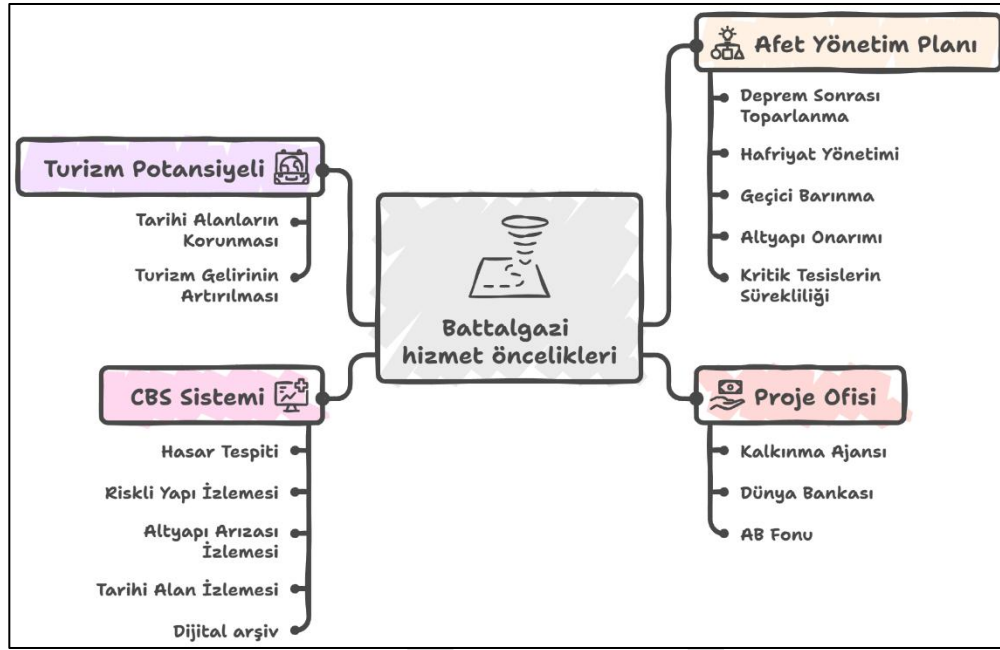 Battalgazi
hizmet öncelikleri
Turizm Potansiyeli
Tarihi Alanların
Korunması
Turizm Gelirinin
Artırılması
CBS Sistemi
Hasar Tespiti
Riskli Yapı İzlemesi
Altyapı Arızası
İzlemesi
Tarihi Alan İzlemesi
Dijital arşiv
Afet Yönetim Planı
Deprem Sonrası
Toparlanma
Hafriyat Yönetimi
Geçici Barınma
Altyapı Onarımı
Kritik Tesislerin
Sürekliliği
Proje Ofisi
Kalkınma Ajansı
Dünya Bankası
AB Fonu